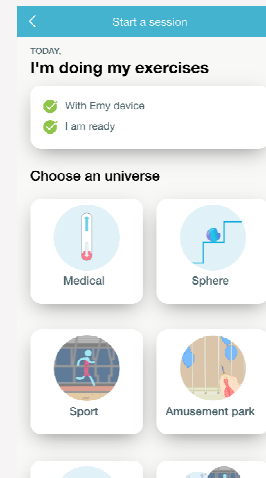 Start a session
TODAY,
I'm doing my exercises
With Emy device
I am ready
Choose an universe
Medical
Sphere
Sport
Amusement park